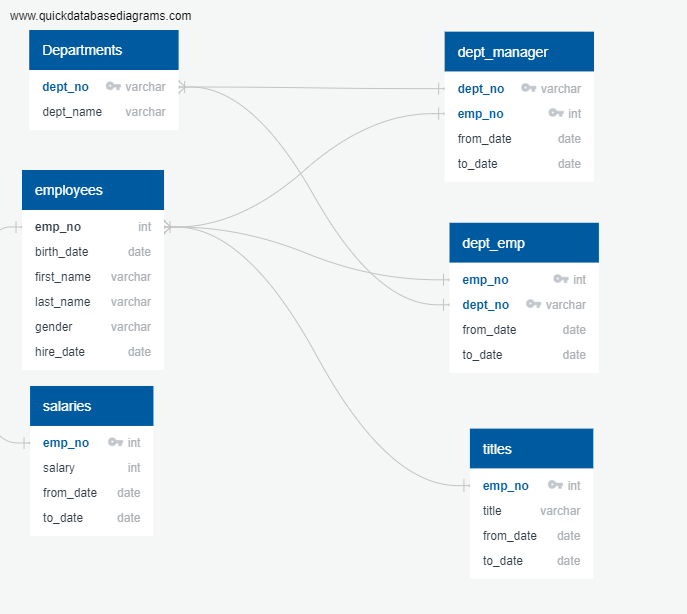 www.quickdatabasediagrams.com
Departments
dept_no varchar
dept_name varchar
employees
emp_no int
birth_date date
first_name varchar
last_name varchar
gender varchar
hire_date date
salaries
emp_no int
salary int
from_date date
to_date date
dept_manager
dept_no varchar
emp_no int
from_date date
to_date date
dept_emp
emp_no int
dept_no varchar
from_date date
to_date date
titles
emp_no int
title varchar
from_date date
to_date date